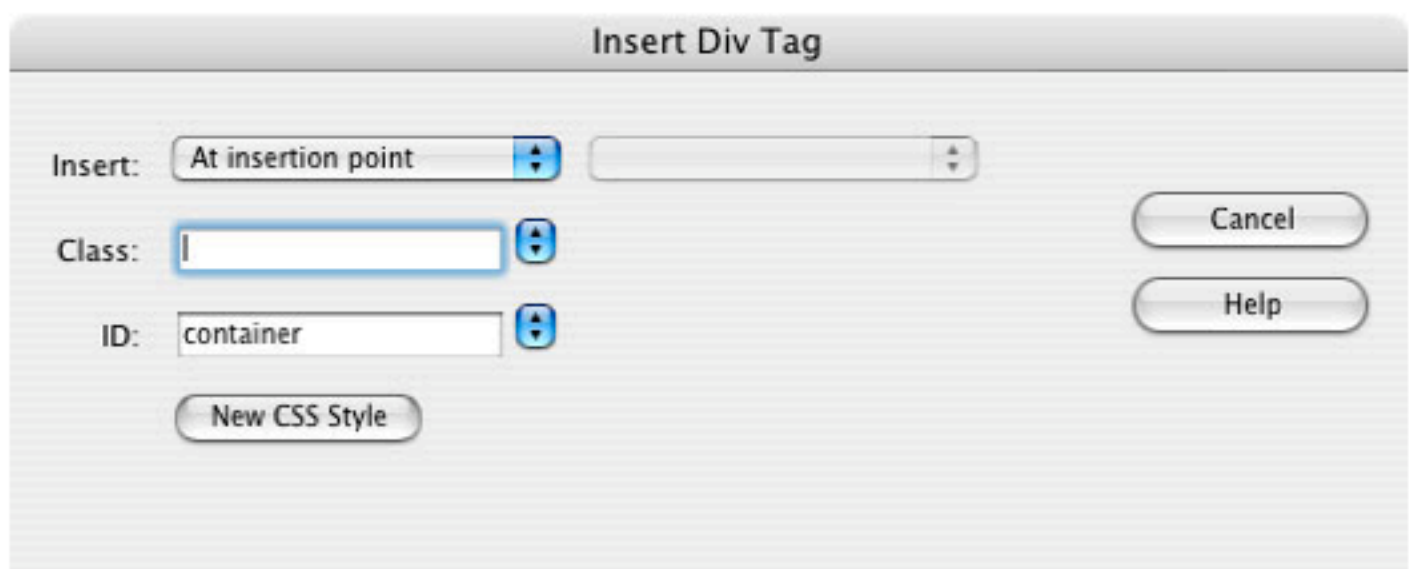 Insert Div Tag
Insert: At insertion point
Cancel
Class:
Help
ID: container
New CSS Style